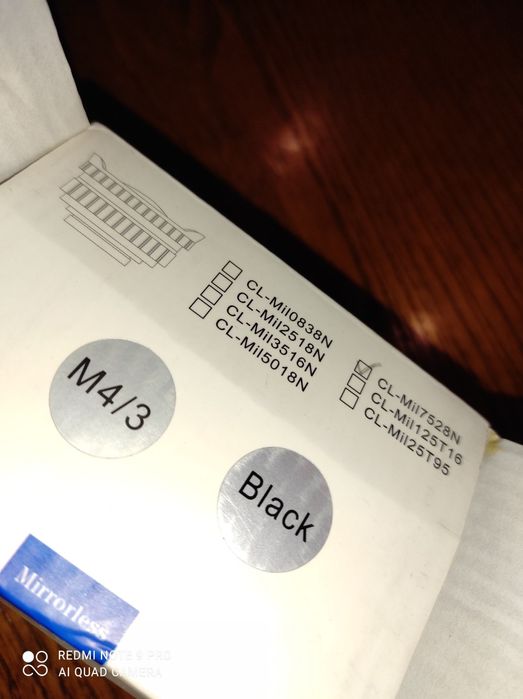 CL-Mil0838N
CL-Mil2518N
CL-Mil3516N
CL-Mil5018N
CL-Mil7528N
CL-Mil125T16
CL-Mil25T95
M4/3
Black
Mirrorless
REDMI NOTE 9 PRO
AI QUAD CAMERA